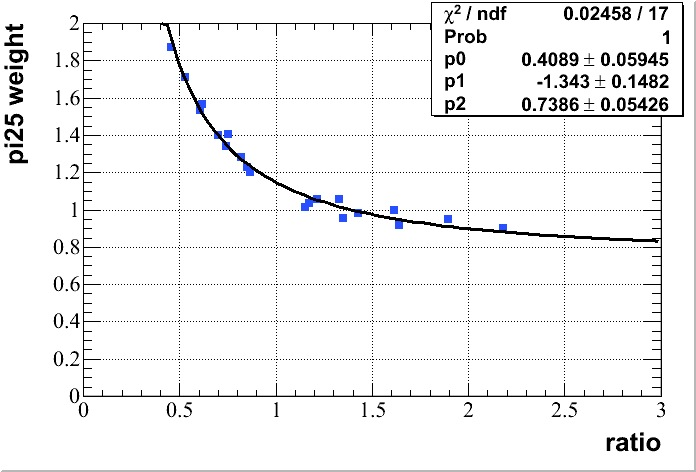 χ² / ndf 0.02458 / 17
Prob 1
p0 0.4089 ± 0.05945
p1 -1.343 ± 0.1482
p2 0.7386 ± 0.05426
pi25 weight
2
1.8
1.6
1.4
1.2
1
0.8
0.6
0.4
0.2
0
0 0.5 1 1.5 2 2.5 3
ratio